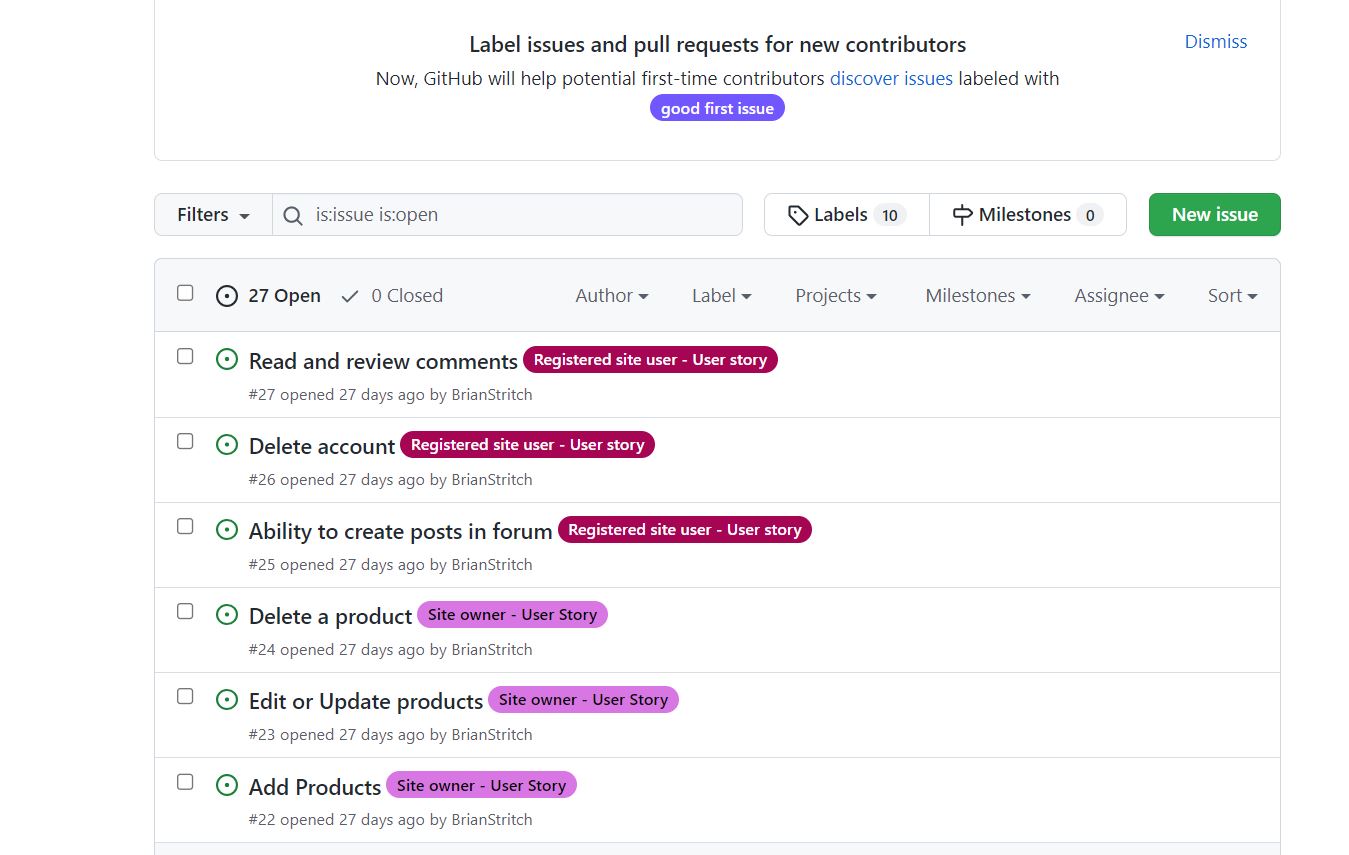 Label issues and pull requests for new contributors
Dismiss
Now, GitHub will help potential first-time contributors discover issues labeled with
good first issue
Filters
is:issue is:open
Labels 10
Milestones 0
New issue
27 Open
0 Closed
Author
Label
Projects
Milestones
Assignee
Sort
Read and review comments Registered site user - User story
#27 opened 27 days ago by BrianStritch
Delete account Registered site user - User story
#26 opened 27 days ago by BrianStritch
Ability to create posts in forum Registered site user - User story
#25 opened 27 days ago by BrianStritch
Delete a product Site owner - User Story
#24 opened 27 days ago by BrianStritch
Edit or Update products Site owner - User Story
#23 opened 27 days ago by BrianStritch
Add Products Site owner - User Story
#22 opened 27 days ago by BrianStritch